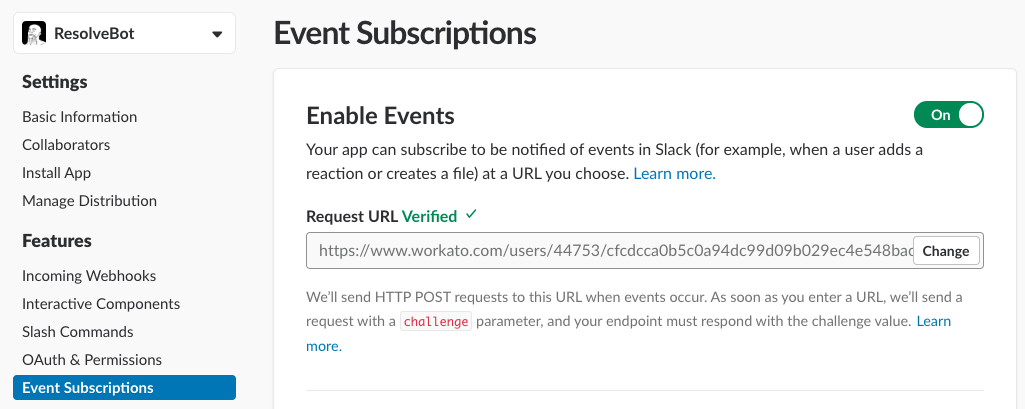 ResolveBot
Settings
Basic Information
Collaborators
Install App
Manage Distribution
Features
Incoming Webhooks
Interactive Components
Slash Commands
OAuth & Permissions
Event Subscriptions
Event Subscriptions
Enable Events
On
Your app can subscribe to be notified of events in Slack (for example, when a user adds a
reaction or creates a file) at a URL you choose. Learn more.
Request URL Verified ✓
https://www.workato.com/users/44753/cfcdcca0b5c0a94dc99d09b029ec4e548bac
Change
We’ll send HTTP POST requests to this URL when events occur. As soon as you enter a URL, we’ll send a
request with a challenge parameter, and your endpoint must respond with the challenge value. Learn
more.